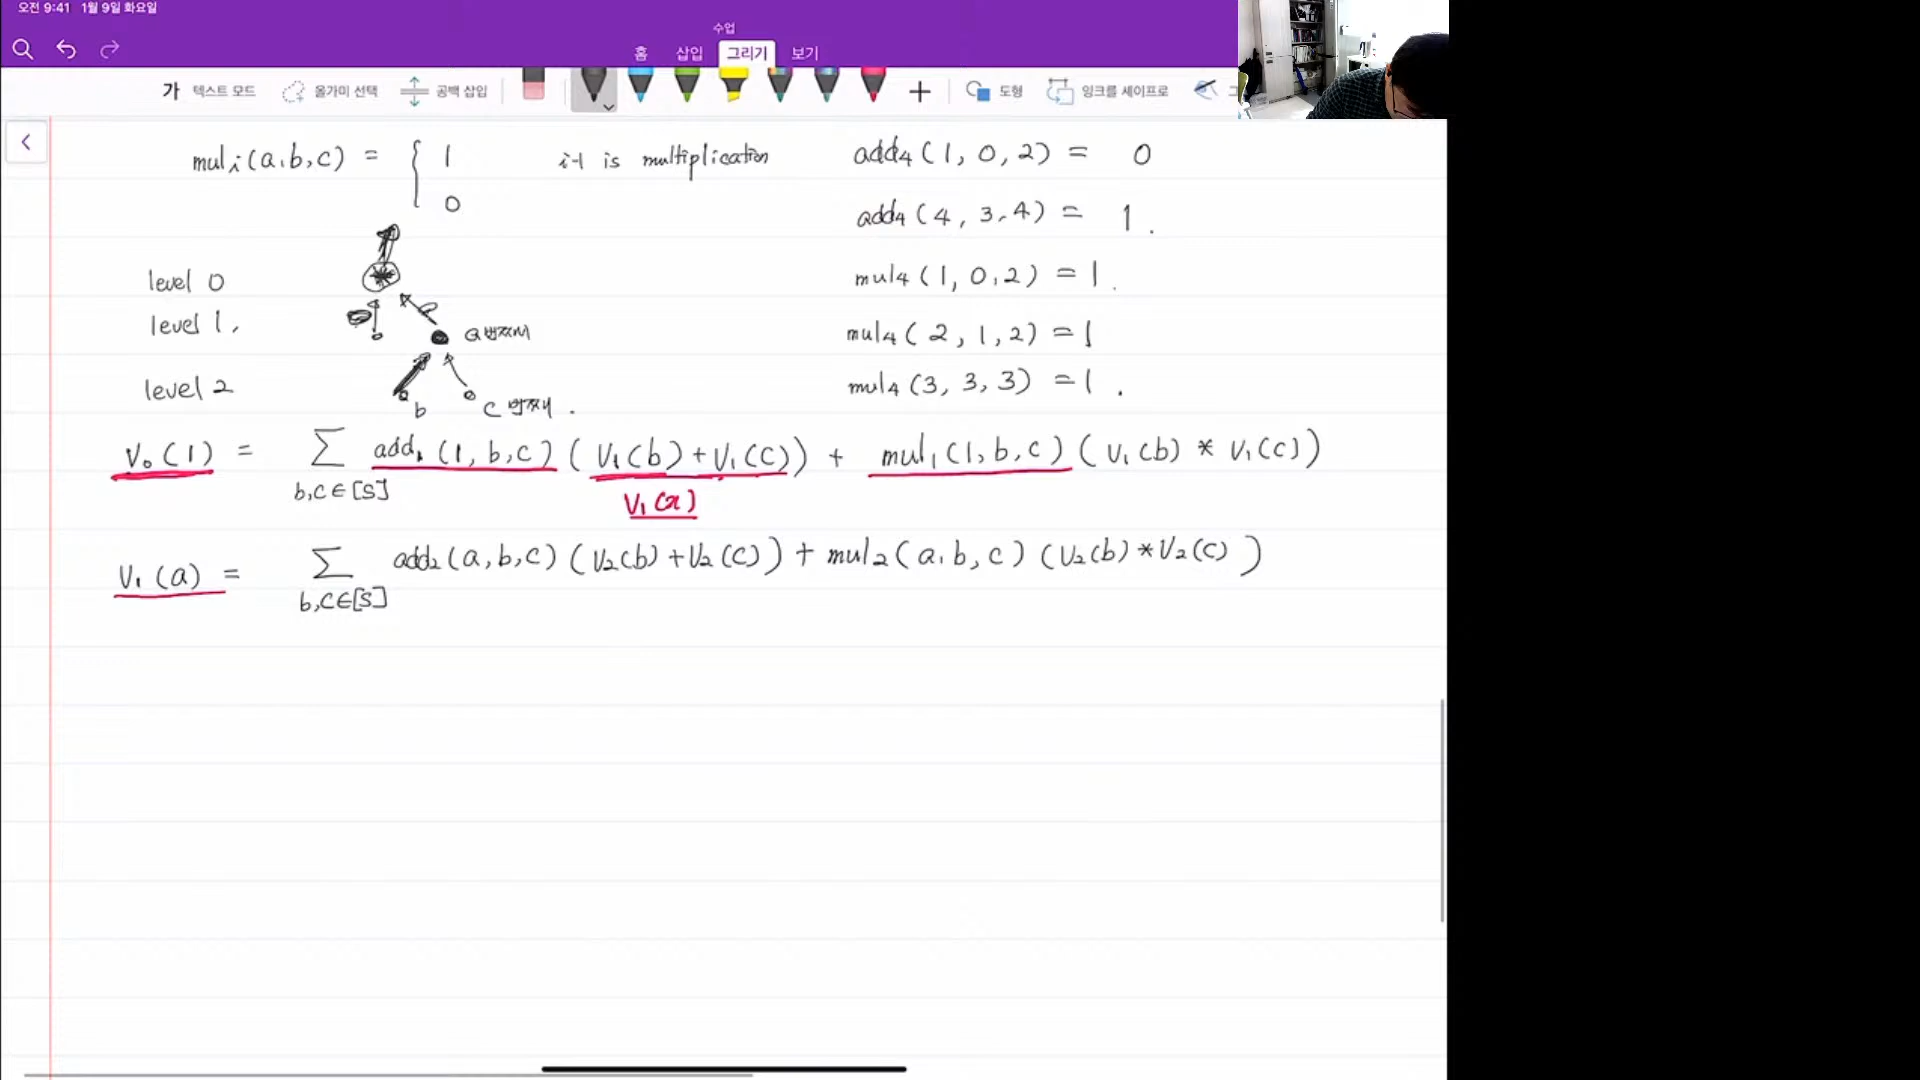 오전 9:41 1월 9일 화요일
수업
홈 삽입 그리기 보기
가 텍스트 모드 올가미 선택 공백 삽입 도형 잉크를 셰이프로
mulᵢ(a,b,c) = { 1 i-1 is multiplication
0
add₄(1, 0, 2) = 0
add₄(4, 3, 4) = 1.
level 0
mul₄(1, 0, 2) = 1.
level 1,
a번째
mul₄(2, 1, 2) = 1
level 2
mul₄(3, 3, 3) = 1.
b c 번째.
V₀(1) = ∑ add₁(1, b, c)(V₁(b) + V₁(c)) + mul₁(1, b, c)(V₁(b) * V₁(c))
b,c∈[S]
V₁(a)
V₁(a) = ∑ add₂(a, b, c)(V₂(b) + V₂(c)) + mul₂(a, b, c)(V₂(b) * V₂(c))
b,c∈[S]